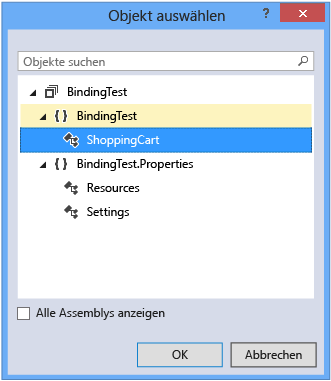 Objekt auswählen
?
Objekte suchen
BindingTest
{ } BindingTest
ShoppingCart
{ } BindingTest.Properties
Resources
Settings
Alle Assemblys anzeigen
OK
Abbrechen